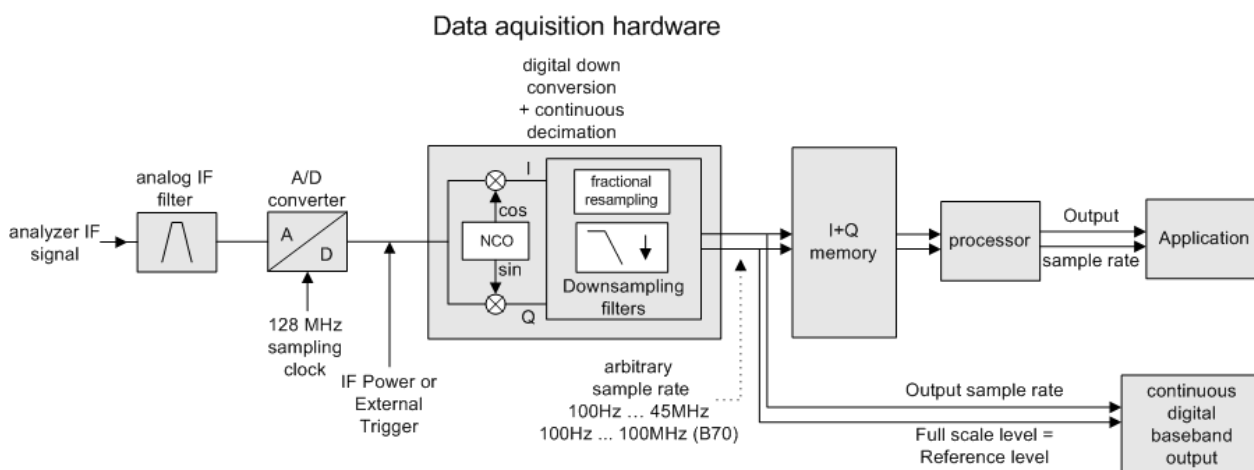 Data aquisition hardware
digital down
conversion
+ continuous
decimation
analog IF
filter
A/D
converter
analyzer IF
signal
A
D
128 MHz
sampling
clock
IF Power or
External
Trigger
I
cos
NCO
sin
Q
fractional
resampling
Downsampling
filters
arbitrary
sample rate
100Hz … 45MHz
100Hz ... 100MHz (B70)
I+Q
memory
processor
Output
sample rate
Application
Output sample rate
Full scale level =
Reference level
continuous
digital
baseband
output